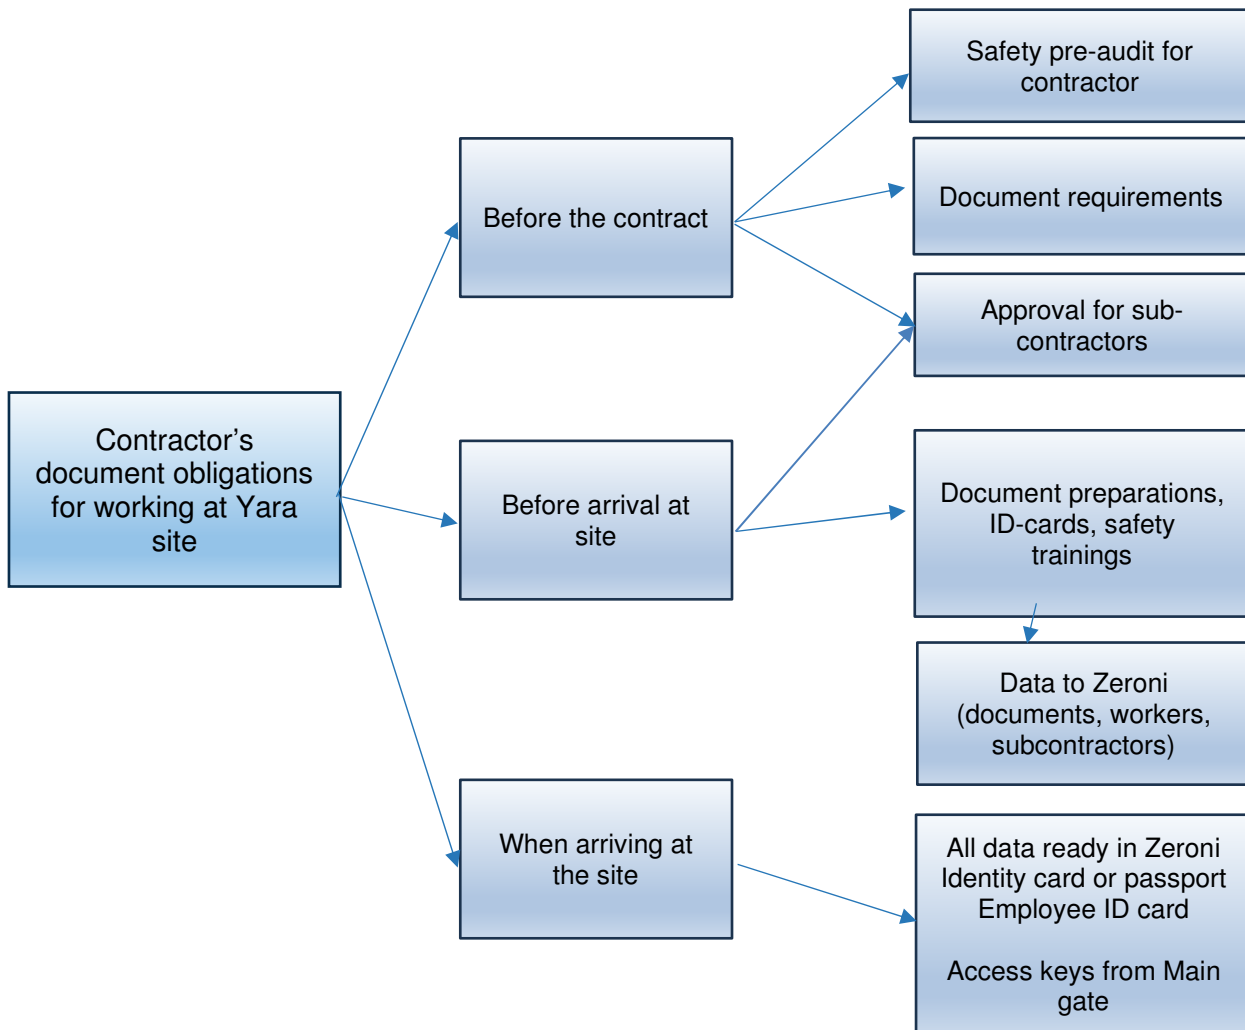 Safety pre-audit for
contractor
Before the contract
Document requirements
Approval for sub-
contractors
Contractor’s
document obligations
for working at Yara
site
Before arrival at
site
Document preparations,
ID-cards, safety
trainings
Data to Zeroni
(documents, workers,
subcontractors)
When arriving at
the site
All data ready in Zeroni
Identity card or passport
Employee ID card
Access keys from Main
gate